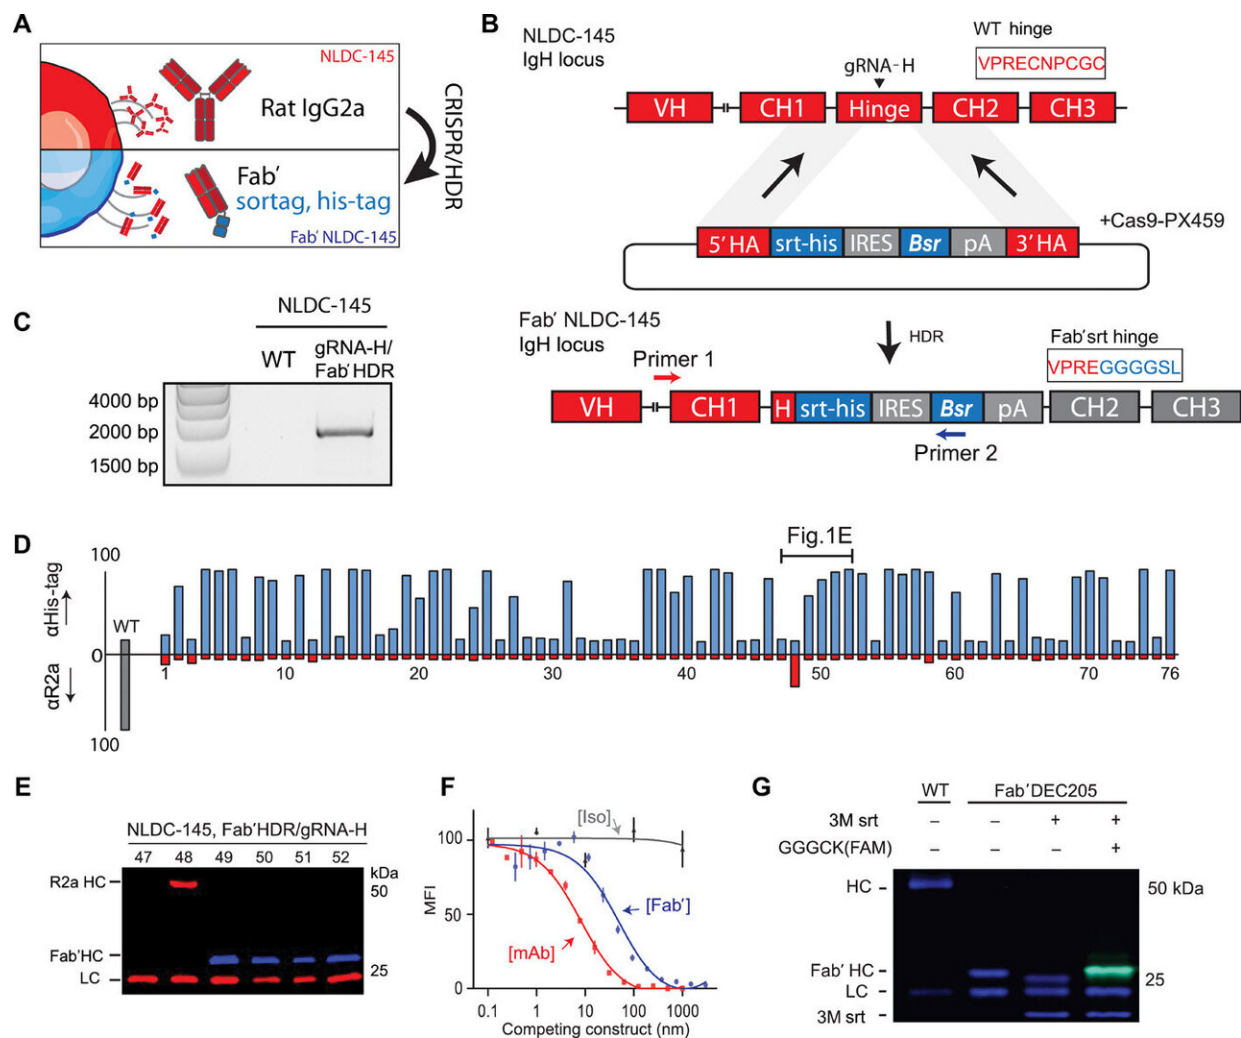 A
NLDC-145
Rat IgG2a
Fab′
sortag, his-tag
Fab′ NLDC-145
CRISPR/HDR
B
NLDC-145
IgH locus
WT hinge
VPRECNPCGC
gRNA-H
VH
CH1
Hinge
CH2
CH3
+Cas9-PX459
5′ HA
srt-his
IRES
Bsr
pA
3′ HA
HDR
Fab′ NLDC-145
IgH locus
Fab′srt hinge
VPREGGGGSL
Primer 1
VH
CH1
H
srt-his
IRES
Bsr
pA
CH2
CH3
Primer 2
C
NLDC-145
WT
gRNA-H/
Fab′ HDR
4000 bp
2000 bp
1500 bp
D
100
αHis-tag
WT
0
αR2a
100
Fig.1E
1
10
20
30
40
50
60
70
76
E
NLDC-145, Fab′HDR/gRNA-H
47 48 49 50 51 52
kDa
R2a HC
50
Fab′HC
25
LC
F
[Iso]
100
[Fab′]
MFI
50
[mAb]
0
0.1 1 10 100 1000
Competing construct (nm)
G
WT
Fab′DEC205
3M srt – – + +
GGGCK(FAM) – – – +
HC
50 kDa
Fab′ HC
25
LC
3M srt